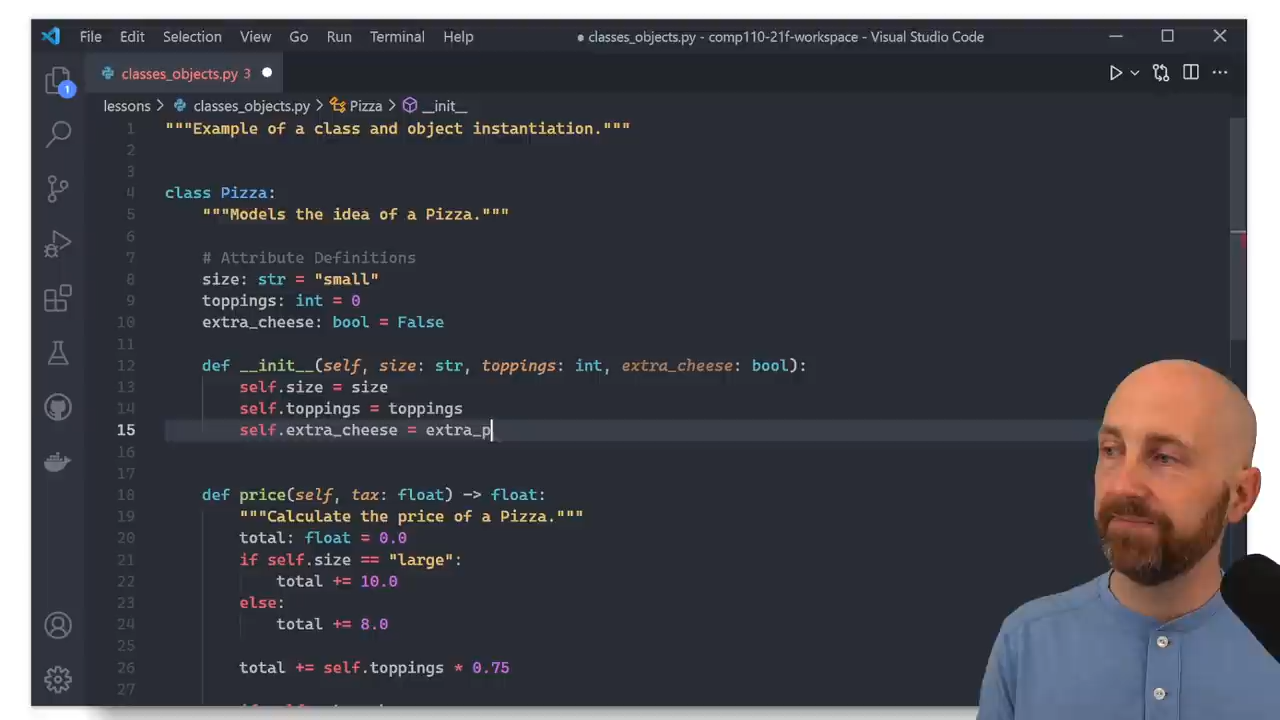 File Edit Selection View Go Run Terminal Help ● classes_objects.py - comp110-21f-workspace - Visual Studio Code
1
classes_objects.py 3
lessons > classes_objects.py > Pizza > __init__
1 """Example of a class and object instantiation."""
2
3
4 class Pizza:
5 """Models the idea of a Pizza."""
6
7 # Attribute Definitions
8 size: str = "small"
9 toppings: int = 0
10 extra_cheese: bool = False
11
12 def __init__(self, size: str, toppings: int, extra_cheese: bool):
13 self.size = size
14 self.toppings = toppings
15 self.extra_cheese = extra_p
16
17
18 def price(self, tax: float) -> float:
19 """Calculate the price of a Pizza."""
20 total: float = 0.0
21 if self.size == "large":
22 total += 10.0
23 else:
24 total += 8.0
25
26 total += self.toppings * 0.75
27